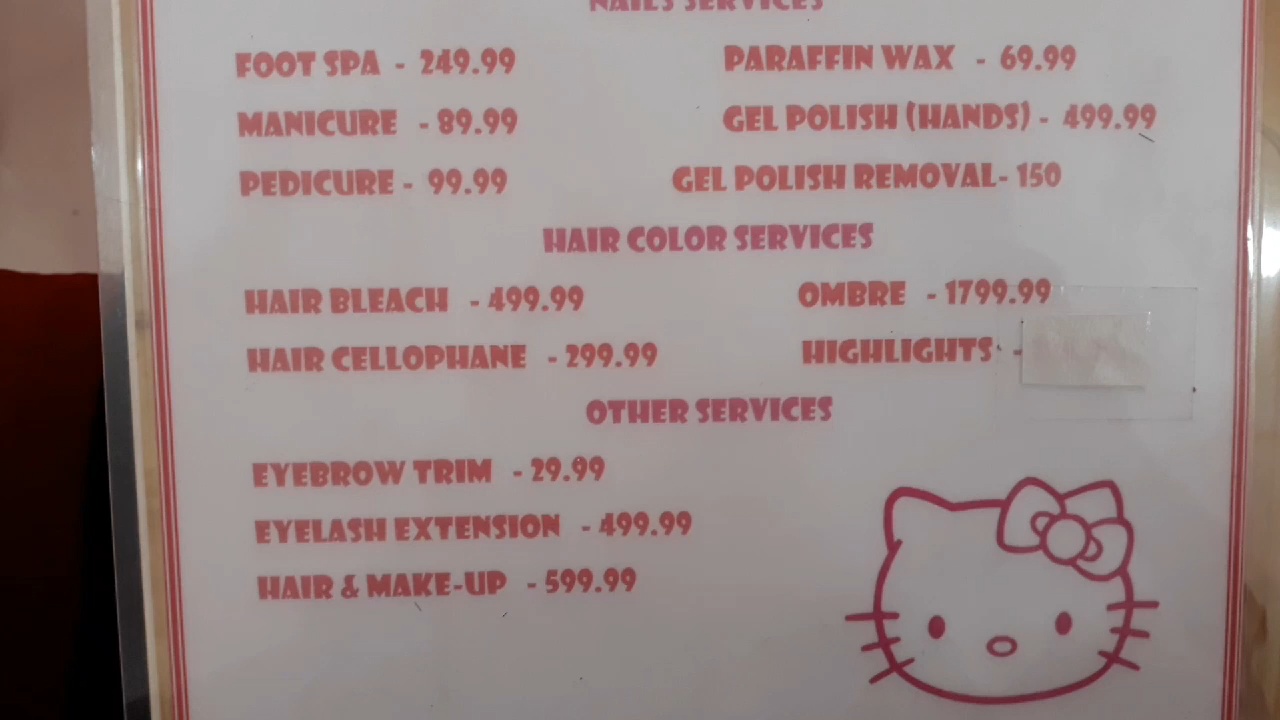 NAILS SERVICES
FOOT SPA - 249.99
PARAFFIN WAX - 69.99
MANICURE - 89.99
GEL POLISH (HANDS) - 499.99
PEDICURE - 99.99
GEL POLISH REMOVAL- 150
HAIR COLOR SERVICES
HAIR BLEACH - 499.99
OMBRE - 1799.99
HAIR CELLOPHANE - 299.99
HIGHLIGHTS -
OTHER SERVICES
EYEBROW TRIM - 29.99
EYELASH EXTENSION - 499.99
HAIR & MAKE-UP - 599.99